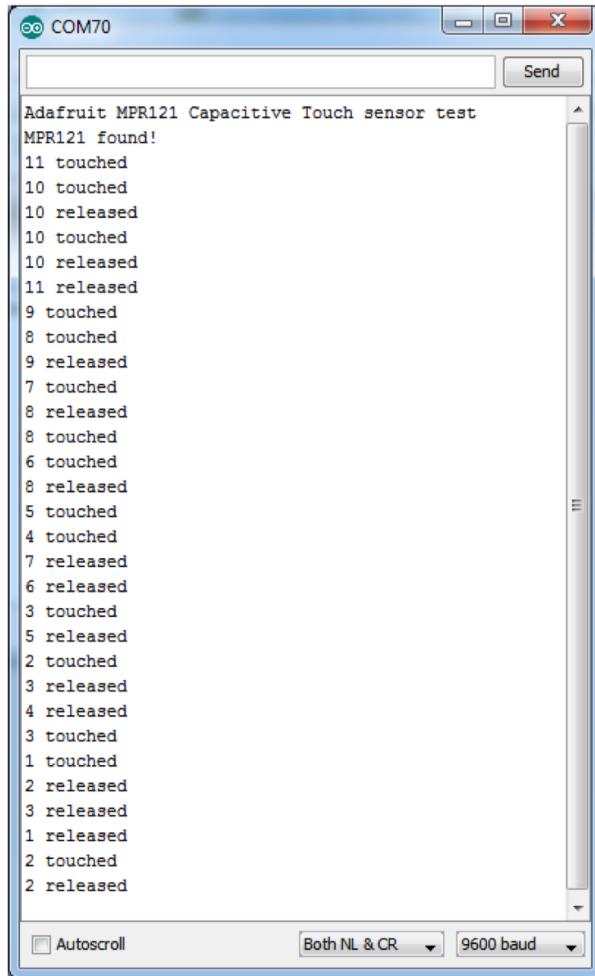 COM70
Send
Adafruit MPR121 Capacitive Touch sensor test
MPR121 found!
11 touched
10 touched
10 released
10 touched
10 released
11 released
9 touched
8 touched
9 released
7 touched
8 released
8 touched
6 touched
8 released
5 touched
4 touched
7 released
6 released
3 touched
5 released
2 touched
3 released
4 released
3 touched
1 touched
2 released
3 released
1 released
2 touched
2 released
Autoscroll Both NL & CR 9600 baud